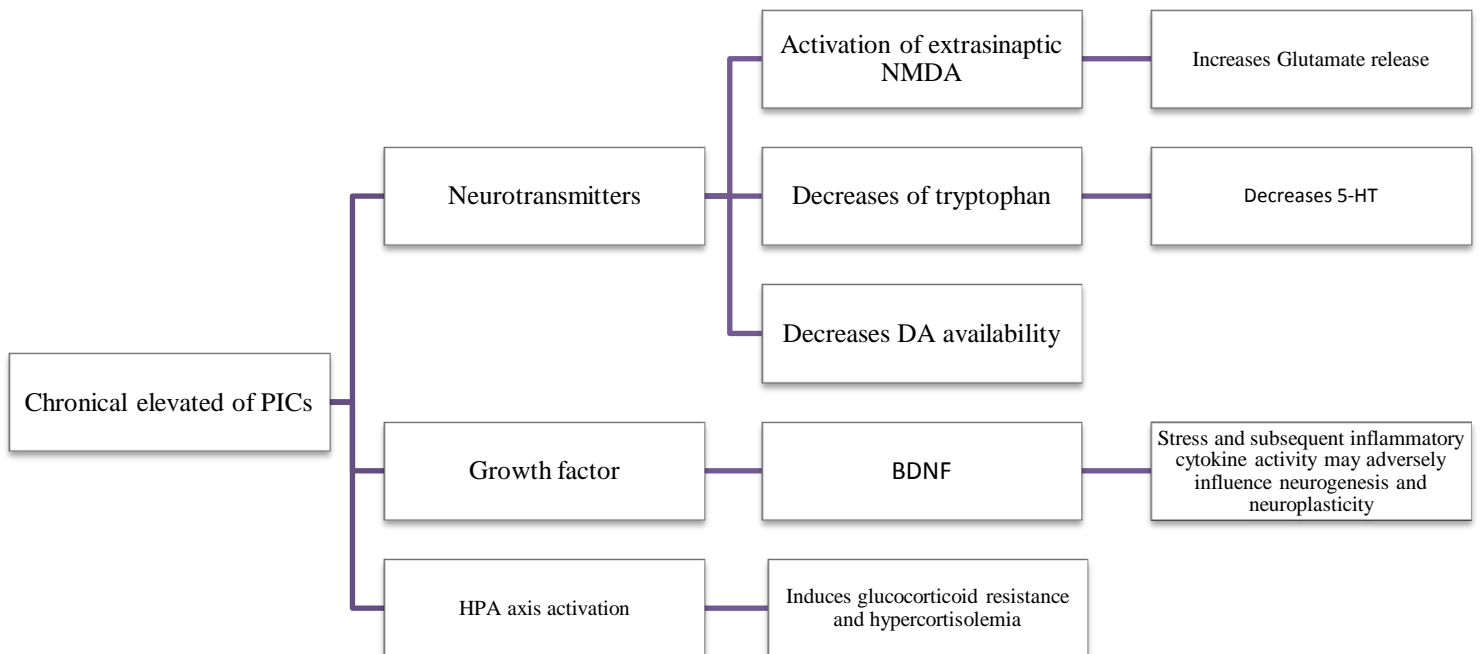 Chronical elevated of PICs
Neurotransmitters
Activation of extrasinaptic
NMDA
Increases Glutamate release
Decreases of tryptophan
Decreases 5-HT
Decreases DA availability
Growth factor
BDNF
Stress and subsequent inflammatory
cytokine activity may adversely
influence neurogenesis and
neuroplasticity
HPA axis activation
Induces glucocorticoid resistance
and hypercortisolemia